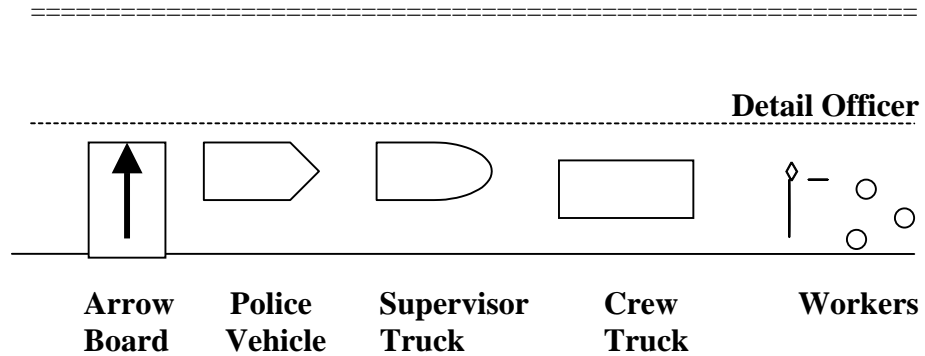 Detail Officer
Arrow Police Supervisor Crew Workers
Board Vehicle Truck Truck